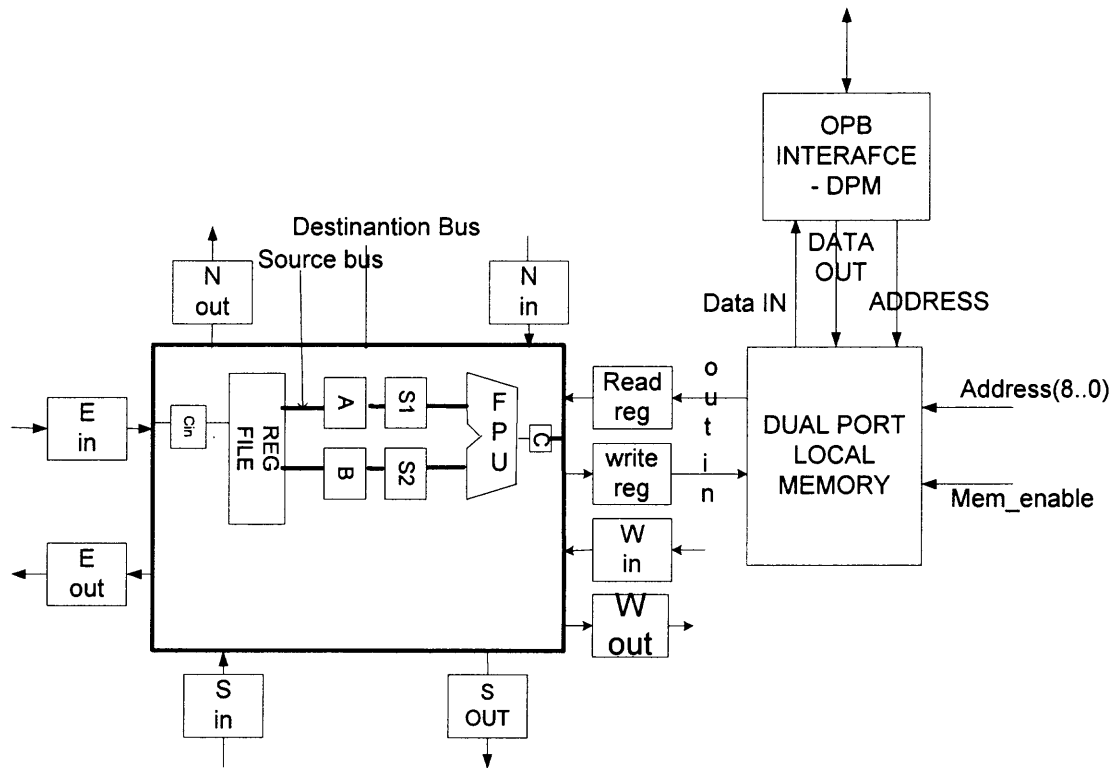 OPB
INTERAFCE
- DPM
DATA
OUT
Data IN
ADDRESS
Destinantion Bus
Source bus
N
out
N
in
E
in
Cin
REG
FILE
A
S1
B
S2
F
P
U
C
Read
reg
write
reg
o
u
t
i
n
DUAL PORT
LOCAL
MEMORY
Address(8..0)
Mem_enable
E
out
W
in
W
out
S
in
S
OUT